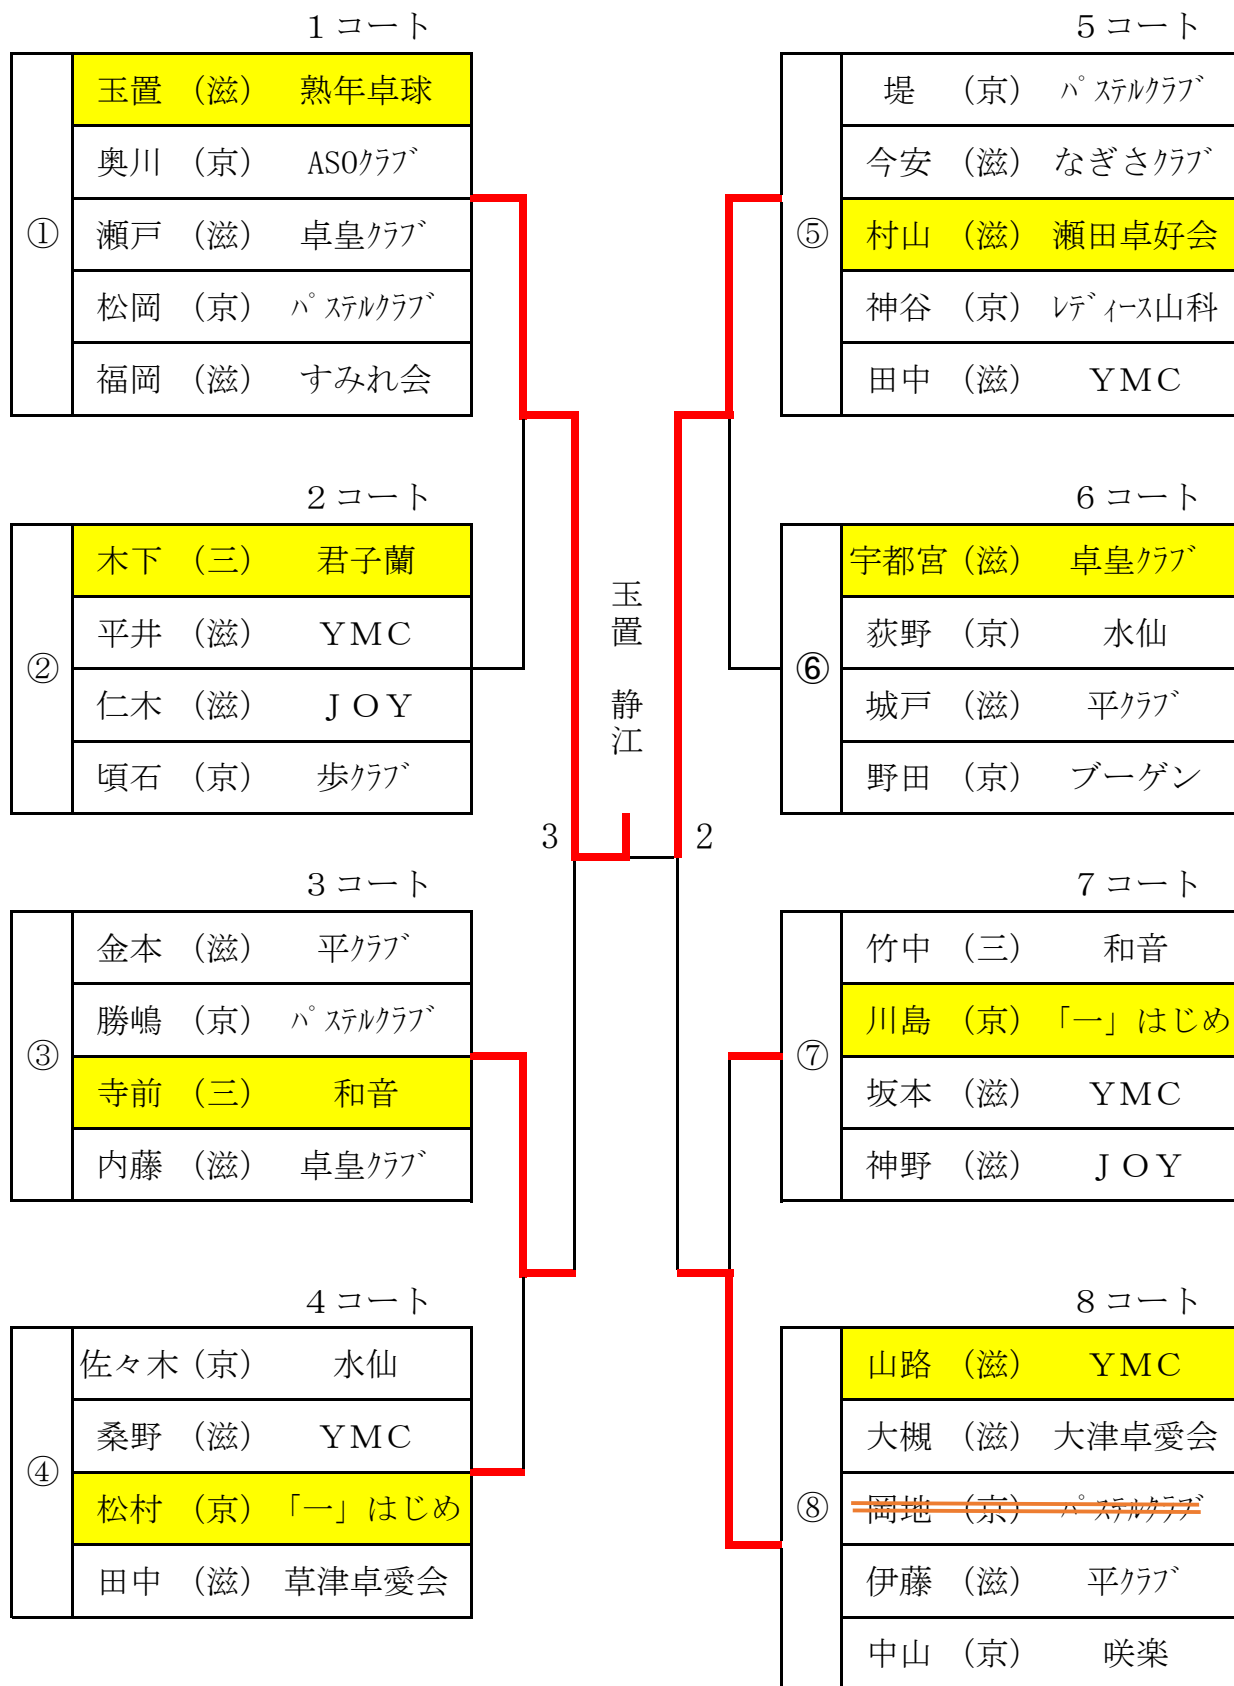 １コート
① 玉置 （滋） 熟年卓球
奥川 （京） ASOｸﾗﾌﾞ
瀬戸 （滋） 卓皇ｸﾗﾌﾞ
松岡 （京） ﾊﾟｽﾃﾙｸﾗﾌﾞ
福岡 （滋） すみれ会
２コート
② 木下 （三） 君子蘭
平井 （滋） ＹＭＣ
仁木 （滋） ＪＯＹ
頃石 （京） 歩ｸﾗﾌﾞ
３コート
③ 金本 （滋） 平ｸﾗﾌﾞ
勝嶋 （京） ﾊﾟｽﾃﾙｸﾗﾌﾞ
寺前 （三） 和音
内藤 （滋） 卓皇ｸﾗﾌﾞ
４コート
④ 佐々木 （京） 水仙
桑野 （滋） ＹＭＣ
松村 （京） 「一」はじめ
田中 （滋） 草津卓愛会
玉置　静江
3
2
５コート
⑤ 堤 （京） ﾊﾟｽﾃﾙｸﾗﾌﾞ
今安 （滋） なぎさｸﾗﾌﾞ
村山 （滋） 瀬田卓好会
神谷 （京） ﾚﾃﾞｨｰｽ山科
田中 （滋） ＹＭＣ
６コート
⑥ 宇都宮 （滋） 卓皇ｸﾗﾌﾞ
荻野 （京） 水仙
城戸 （滋） 平ｸﾗﾌﾞ
野田 （京） ブーゲン
７コート
⑦ 竹中 （三） 和音
川島 （京） 「一」はじめ
坂本 （滋） ＹＭＣ
神野 （滋） ＪＯＹ
８コート
⑧ 山路 （滋） ＹＭＣ
大槻 （滋） 大津卓愛会
岡地 （京） ﾊﾟｽﾃﾙｸﾗﾌﾞ
伊藤 （滋） 平ｸﾗﾌﾞ
中山 （京） 咲楽